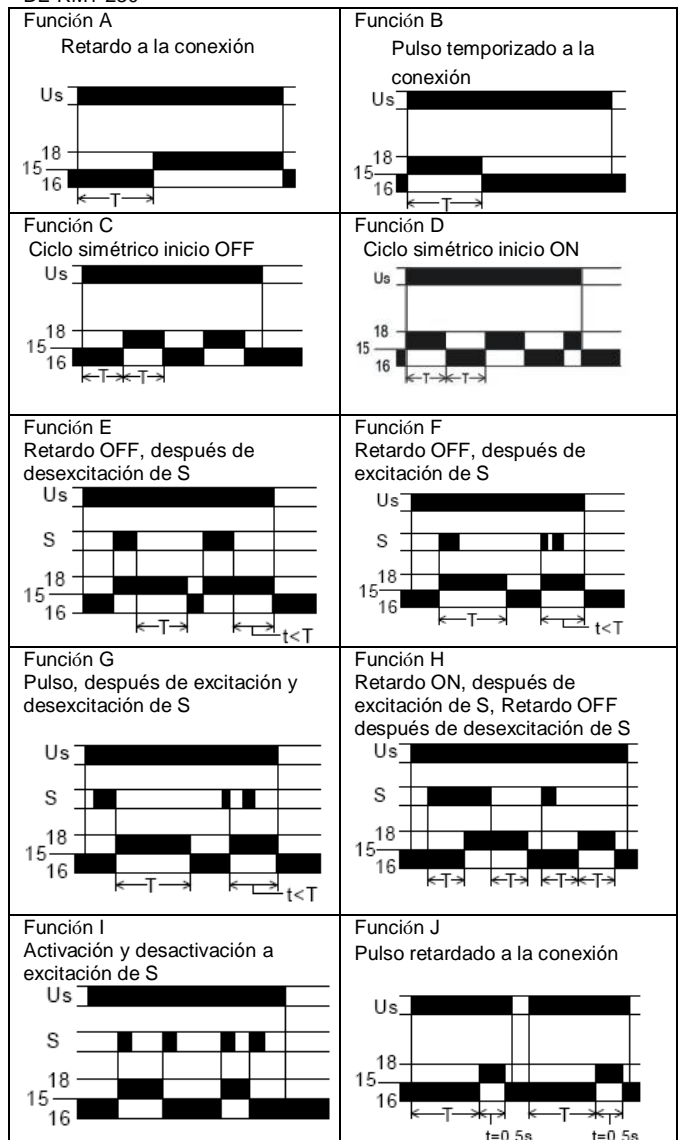 Función A
Retardo a la conexión
Us
18
15
16
T
Función B
Pulso temporizado a la
conexión
Us
18
15
16
T
Función C
Ciclo simétrico inicio OFF
Us
18
15
16
T T
Función D
Ciclo simétrico inicio ON
Us
18
15
16
T T
Función E
Retardo OFF, después de
desexcitación de S
Us
S
18
15
16
T
t<T
Función F
Retardo OFF, después de
excitación de S
Us
S
18
15
16
T
t<T
Función G
Pulso, después de excitación y
desexcitación de S
Us
S
18
15
16
T
t<T
Función H
Retardo ON, después de
excitación de S, Retardo OFF
después de desexcitación de S
Us
S
18
15
16
T T T T
Función I
Activación y desactivación a
excitación de S
Us
S
18
15
16
Función J
Pulso retardado a la conexión
Us
18
15
16
T T
t=0.5s t=0.5s